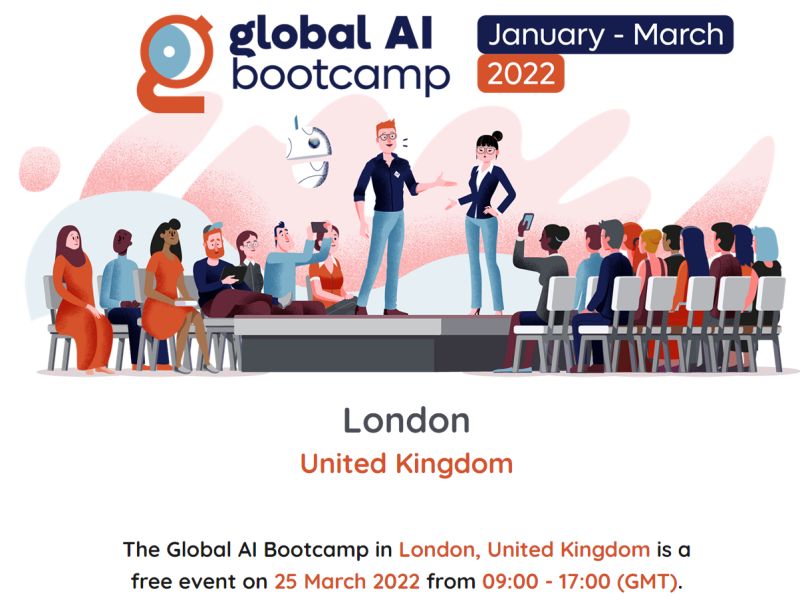 global AI
bootcamp
January - March
2022
London
United Kingdom
The Global AI Bootcamp in London, United Kingdom is a
free event on 25 March 2022 from 09:00 - 17:00 (GMT).